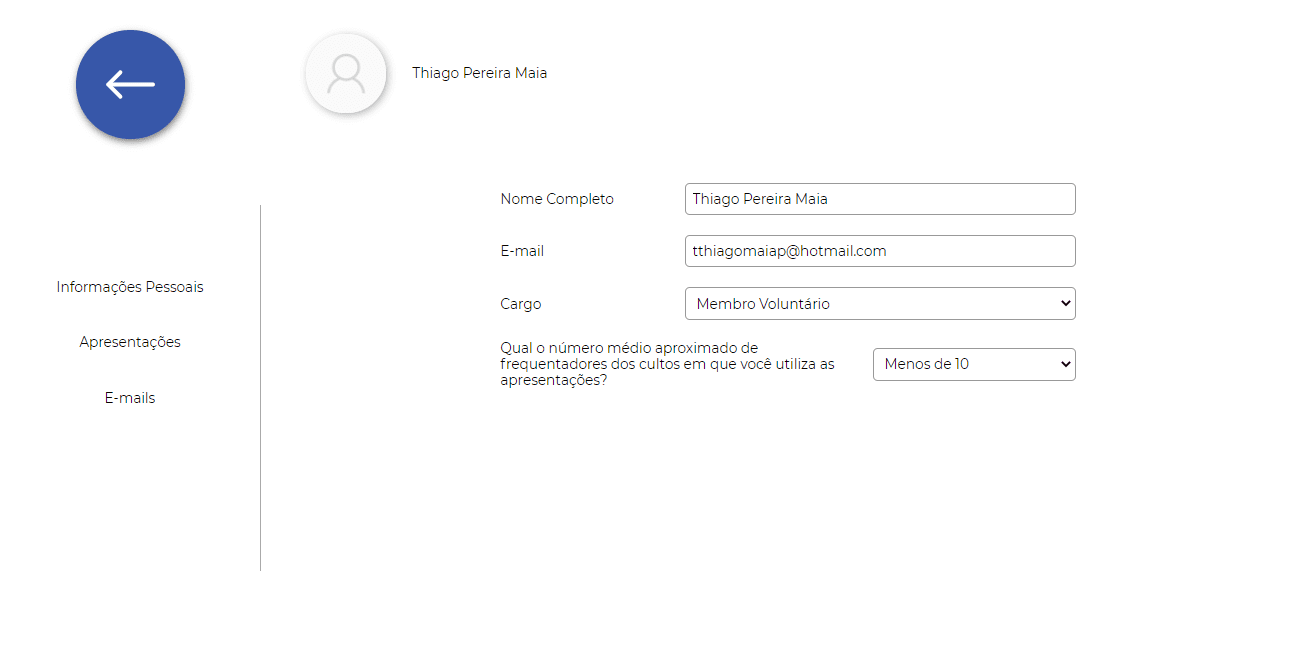 Thiago Pereira Maia
Informações Pessoais
Apresentações
E-mails
Nome Completo
Thiago Pereira Maia
E-mail
tthiagomaiap@hotmail.com
Cargo
Membro Voluntário
Qual o número médio aproximado de
frequentadores dos cultos em que você utiliza as
apresentações?
Menos de 10